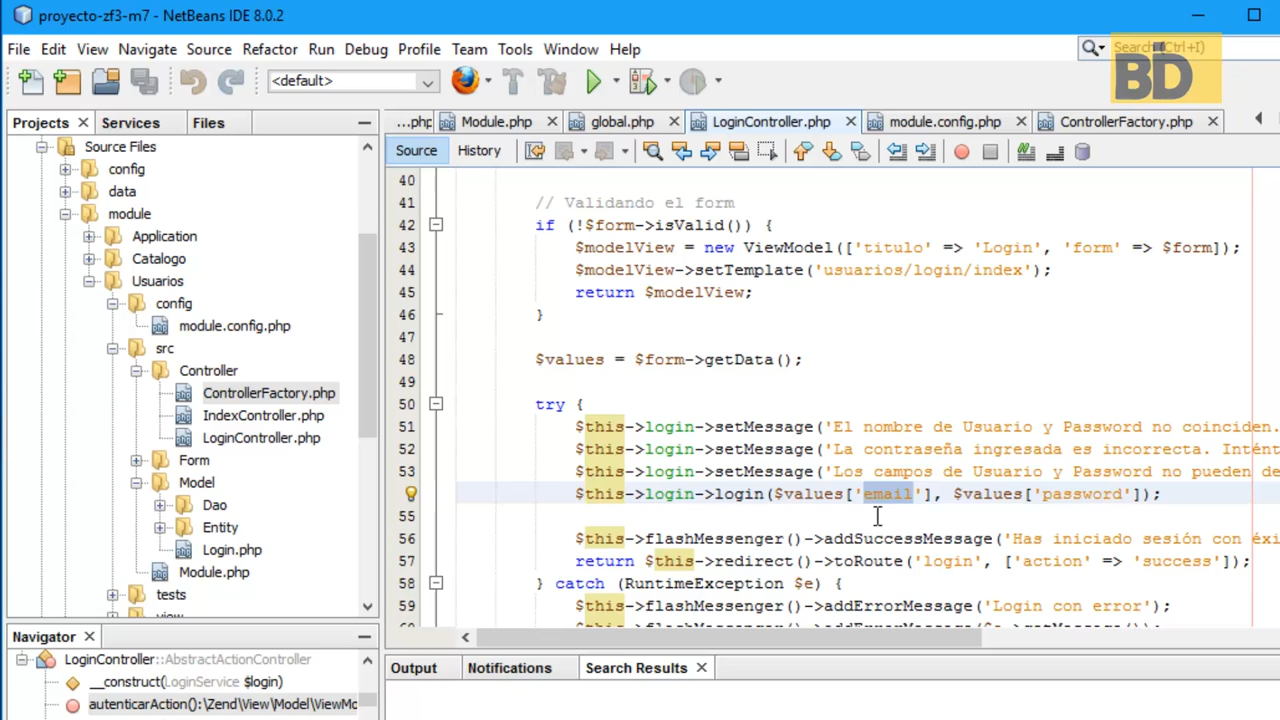 proyecto-zf3-m7 - NetBeans IDE 8.0.2
File Edit View Navigate Source Refactor Run Debug Profile Team Tools Window Help
Search (Ctrl+I)
BD
<default>
Projects Services Files
...php Module.php global.php LoginController.php module.config.php ControllerFactory.php
Source History
Source Files
config
data
module
Application
Catalogo
Usuarios
config
module.config.php
src
Controller
ControllerFactory.php
IndexController.php
LoginController.php
Form
Model
Dao
Entity
Login.php
Module.php
tests
view
40
41 // Validando el form
42 if (!$form->isValid()) {
43 $modelView = new ViewModel(['titulo' => 'Login', 'form' => $form]);
44 $modelView->setTemplate('usuarios/login/index');
45 return $modelView;
46 }
47
48 $values = $form->getData();
49
50 try {
51 $this->login->setMessage('El nombre de Usuario y Password no coinciden.
52 $this->login->setMessage('La contraseña ingresada es incorrecta. Intént
53 $this->login->setMessage('Los campos de Usuario y Password no pueden de
$this->login->login($values['email'], $values['password']);
55
56 $this->flashMessenger()->addSuccessMessage('Has iniciado sesión con éxi
57 return $this->redirect()->toRoute('login', ['action' => 'success']);
58 } catch (RuntimeException $e) {
59 $this->flashMessenger()->addErrorMessage('Login con error');
60 $this->flashMessenger()->addErrorMessage($e->getMessage());
Navigator
LoginController::AbstractActionController
__construct(LoginService $login)
autenticarAction():\Zend\View\Model\ViewMo
Output Notifications Search Results